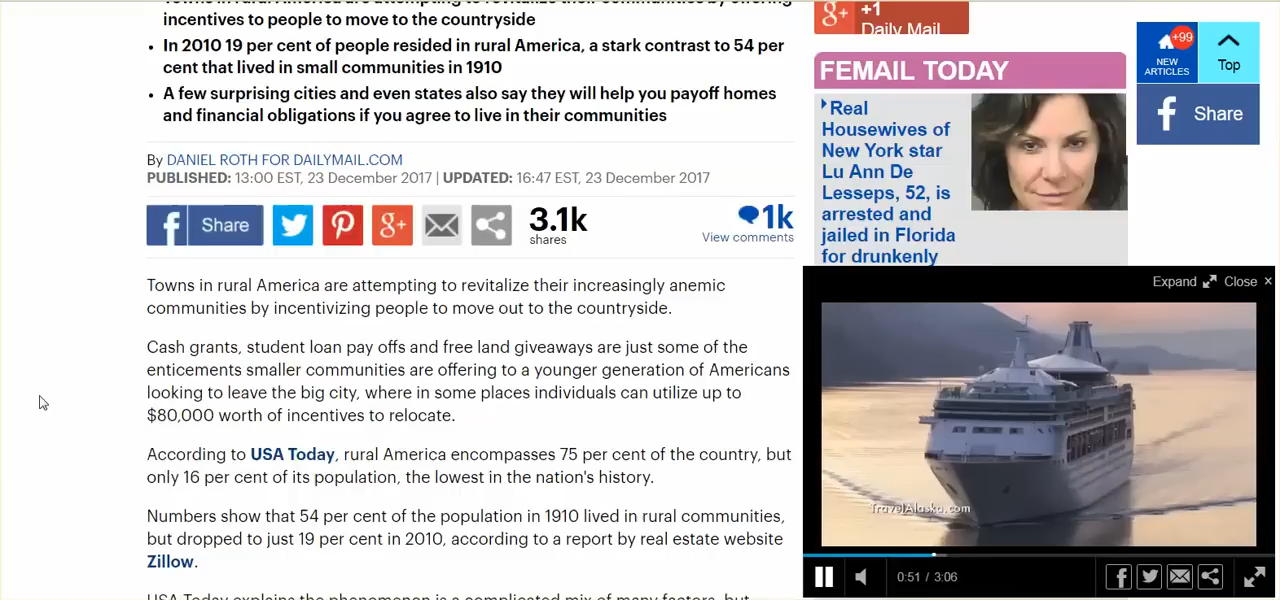 Towns in rural America are attempting to revitalize their communities by offering
incentives to people to move to the countryside
• In 2010 19 per cent of people resided in rural America, a stark contrast to 54 per
cent that lived in small communities in 1910
• A few surprising cities and even states also say they will help you payoff homes
and financial obligations if you agree to live in their communities
By DANIEL ROTH FOR DAILYMAIL.COM
PUBLISHED: 13:00 EST, 23 December 2017 | UPDATED: 16:47 EST, 23 December 2017
Share
3.1k
shares
1k
View comments
Towns in rural America are attempting to revitalize their increasingly anemic
communities by incentivizing people to move out to the countryside.
Cash grants, student loan pay offs and free land giveaways are just some of the
enticements smaller communities are offering to a younger generation of Americans
looking to leave the big city, where in some places individuals can utilize up to
$80,000 worth of incentives to relocate.
According to USA Today, rural America encompasses 75 per cent of the country, but
only 16 per cent of its population, the lowest in the nation's history.
Numbers show that 54 per cent of the population in 1910 lived in rural communities,
but dropped to just 19 per cent in 2010, according to a report by real estate website
Zillow.
USA Today explains the phenomenon is a complicated mix of many factors, but
g+ +1
Daily Mail
FEMAIL TODAY
Real
Housewives of
New York star
Lu Ann De
Lesseps, 52, is
arrested and
jailed in Florida
for drunkenly
+99
NEW
ARTICLES
Top
Share
Expand Close ×
TravelAlaska.com
0:51 / 3:06